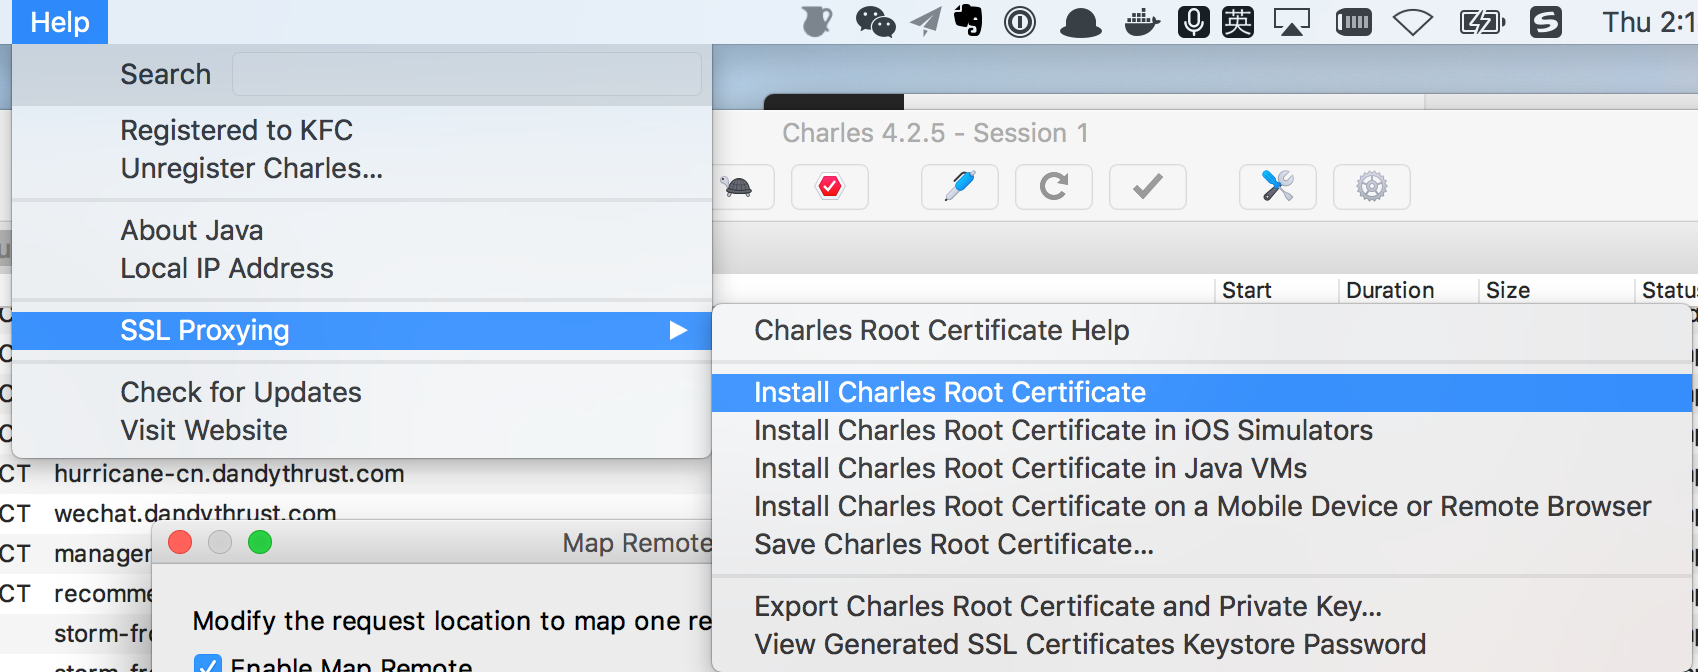 Help
英
Thu 2:1
Search
Registered to KFC
Unregister Charles...
About Java
Local IP Address
SSL Proxying
Check for Updates
Visit Website
Charles 4.2.5 - Session 1
Start
Duration
Size
Statu
Charles Root Certificate Help
Install Charles Root Certificate
Install Charles Root Certificate in iOS Simulators
Install Charles Root Certificate in Java VMs
Install Charles Root Certificate on a Mobile Device or Remote Browser
Save Charles Root Certificate...
Export Charles Root Certificate and Private Key...
View Generated SSL Certificates Keystore Password
CT hurricane-cn.dandythrust.com
CT wechat.dandythrust.com
CT manager
CT recomme
storm-fro
Map Remote
Modify the request location to map one re
Enable Map Remote